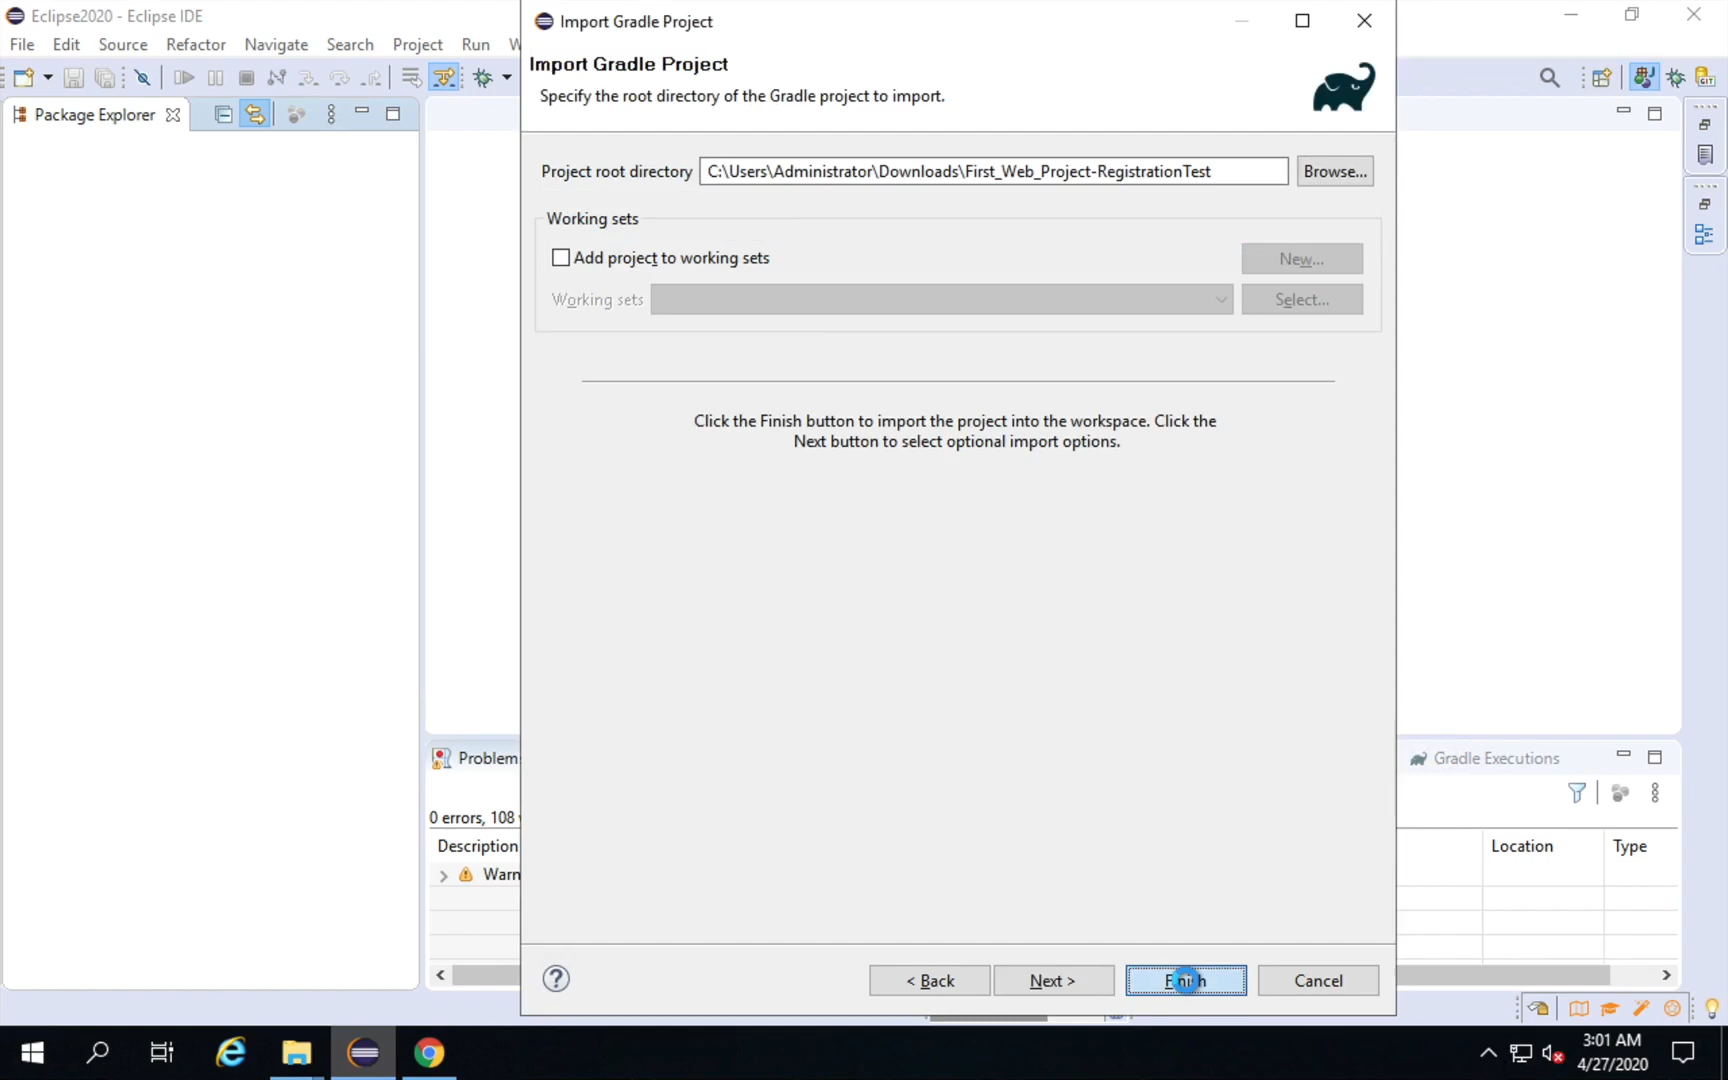 Eclipse2020 - Eclipse IDE
Import Gradle Project
File Edit Source Refactor Navigate Search Project Run W
Import Gradle Project
Specify the root directory of the Gradle project to import.
Package Explorer
Project root directory C:\Users\Administrator\Downloads\First_Web_Project-RegistrationTest Browse...
Working sets
Add project to working sets New...
Working sets Select...
Click the Finish button to import the project into the workspace. Click the
Next button to select optional import options.
Problem Gradle Executions
0 errors, 108
Description Location Type
Warn
? < Back Next > Finish Cancel
GIT
3:01 AM
4/27/2020